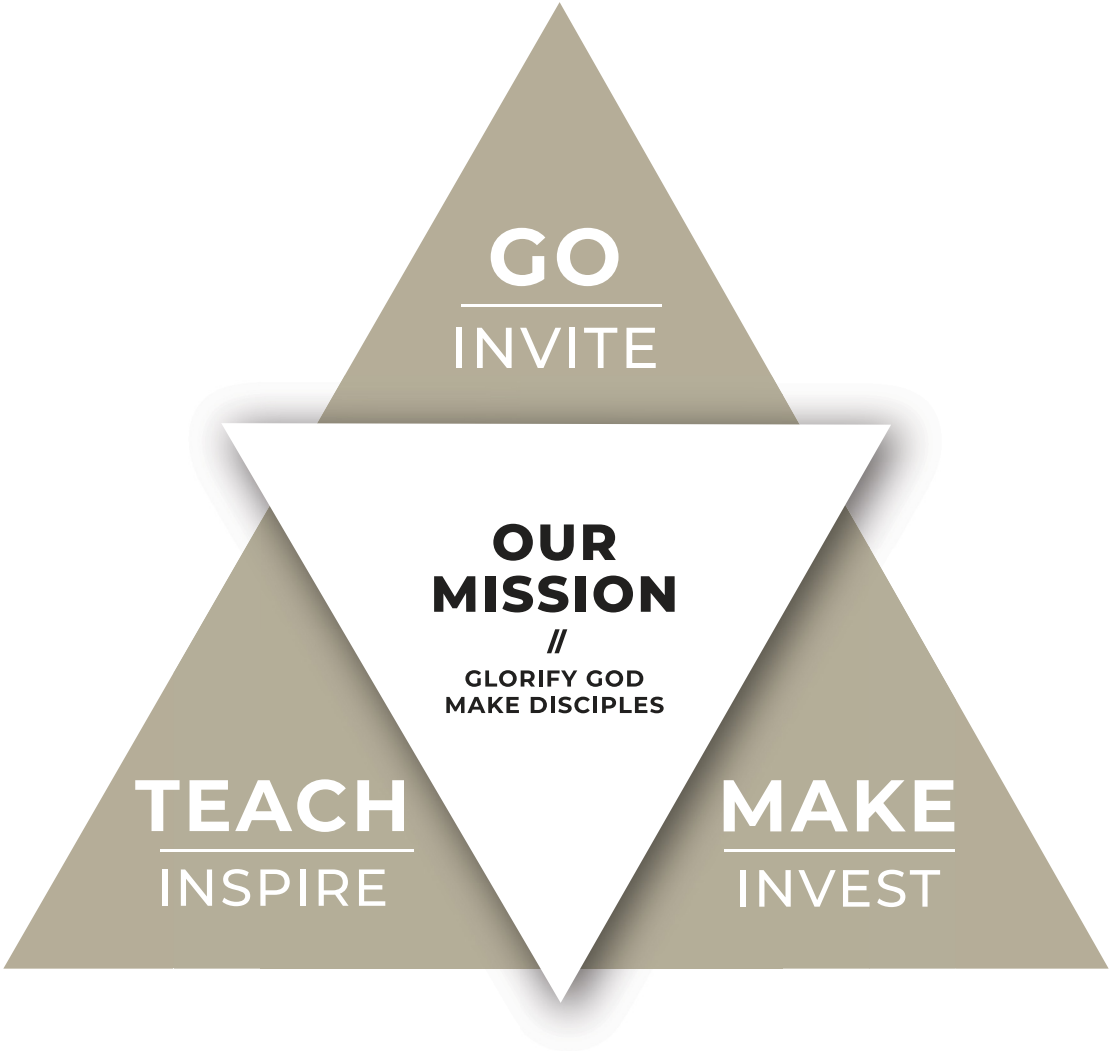 GO
INVITE
OUR
MISSION
//
GLORIFY GOD
MAKE DISCIPLES
TEACH
INSPIRE
MAKE
INVEST